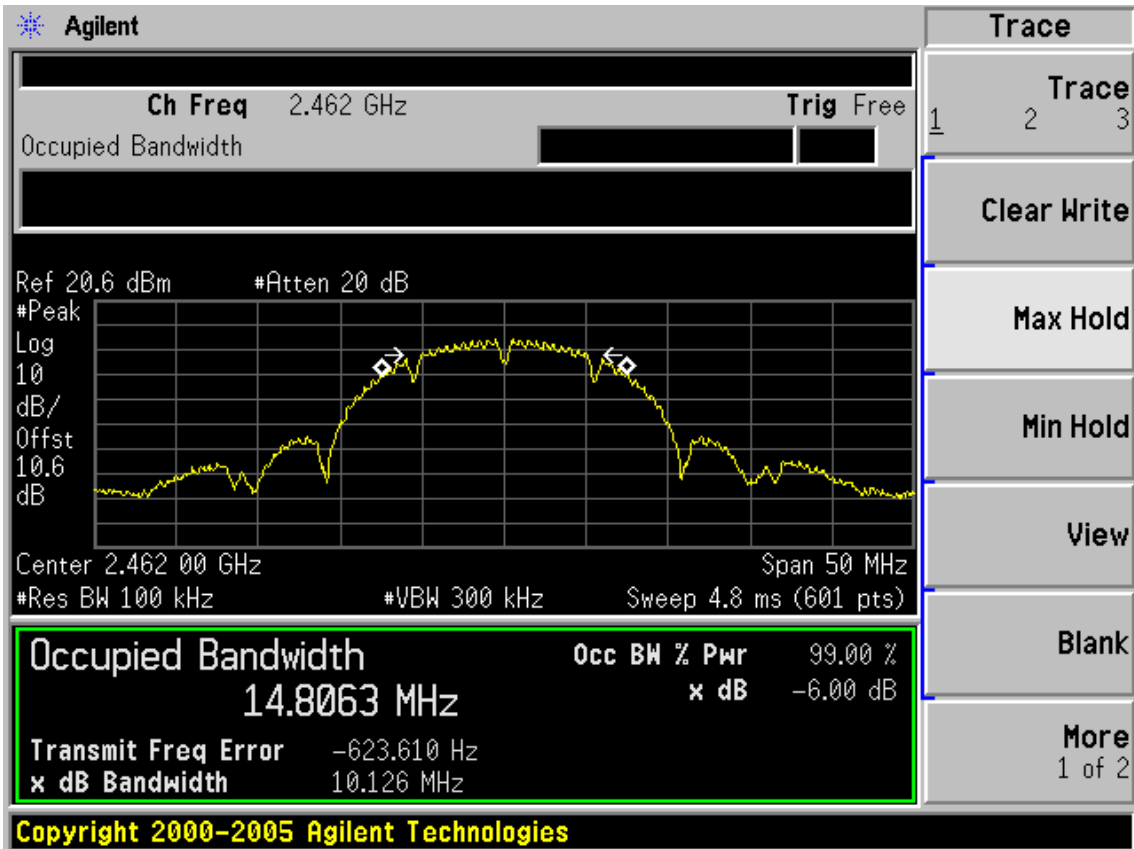 Agilent
Trace
Ch Freq 2.462 GHz Trig Free
Occupied Bandwidth
Trace
1 2 3
Clear Write
Max Hold
Min Hold
View
Blank
More
1 of 2
Ref 20.6 dBm #Atten 20 dB
#Peak
Log
10
dB/
Offst
10.6
dB
Center 2.462 00 GHz Span 50 MHz
#Res BW 100 kHz #VBW 300 kHz Sweep 4.8 ms (601 pts)
Occupied Bandwidth Occ BW % Pwr 99.00 %
14.8063 MHz x dB -6.00 dB
Transmit Freq Error -623.610 Hz
x dB Bandwidth 10.126 MHz
Copyright 2000-2005 Agilent Technologies